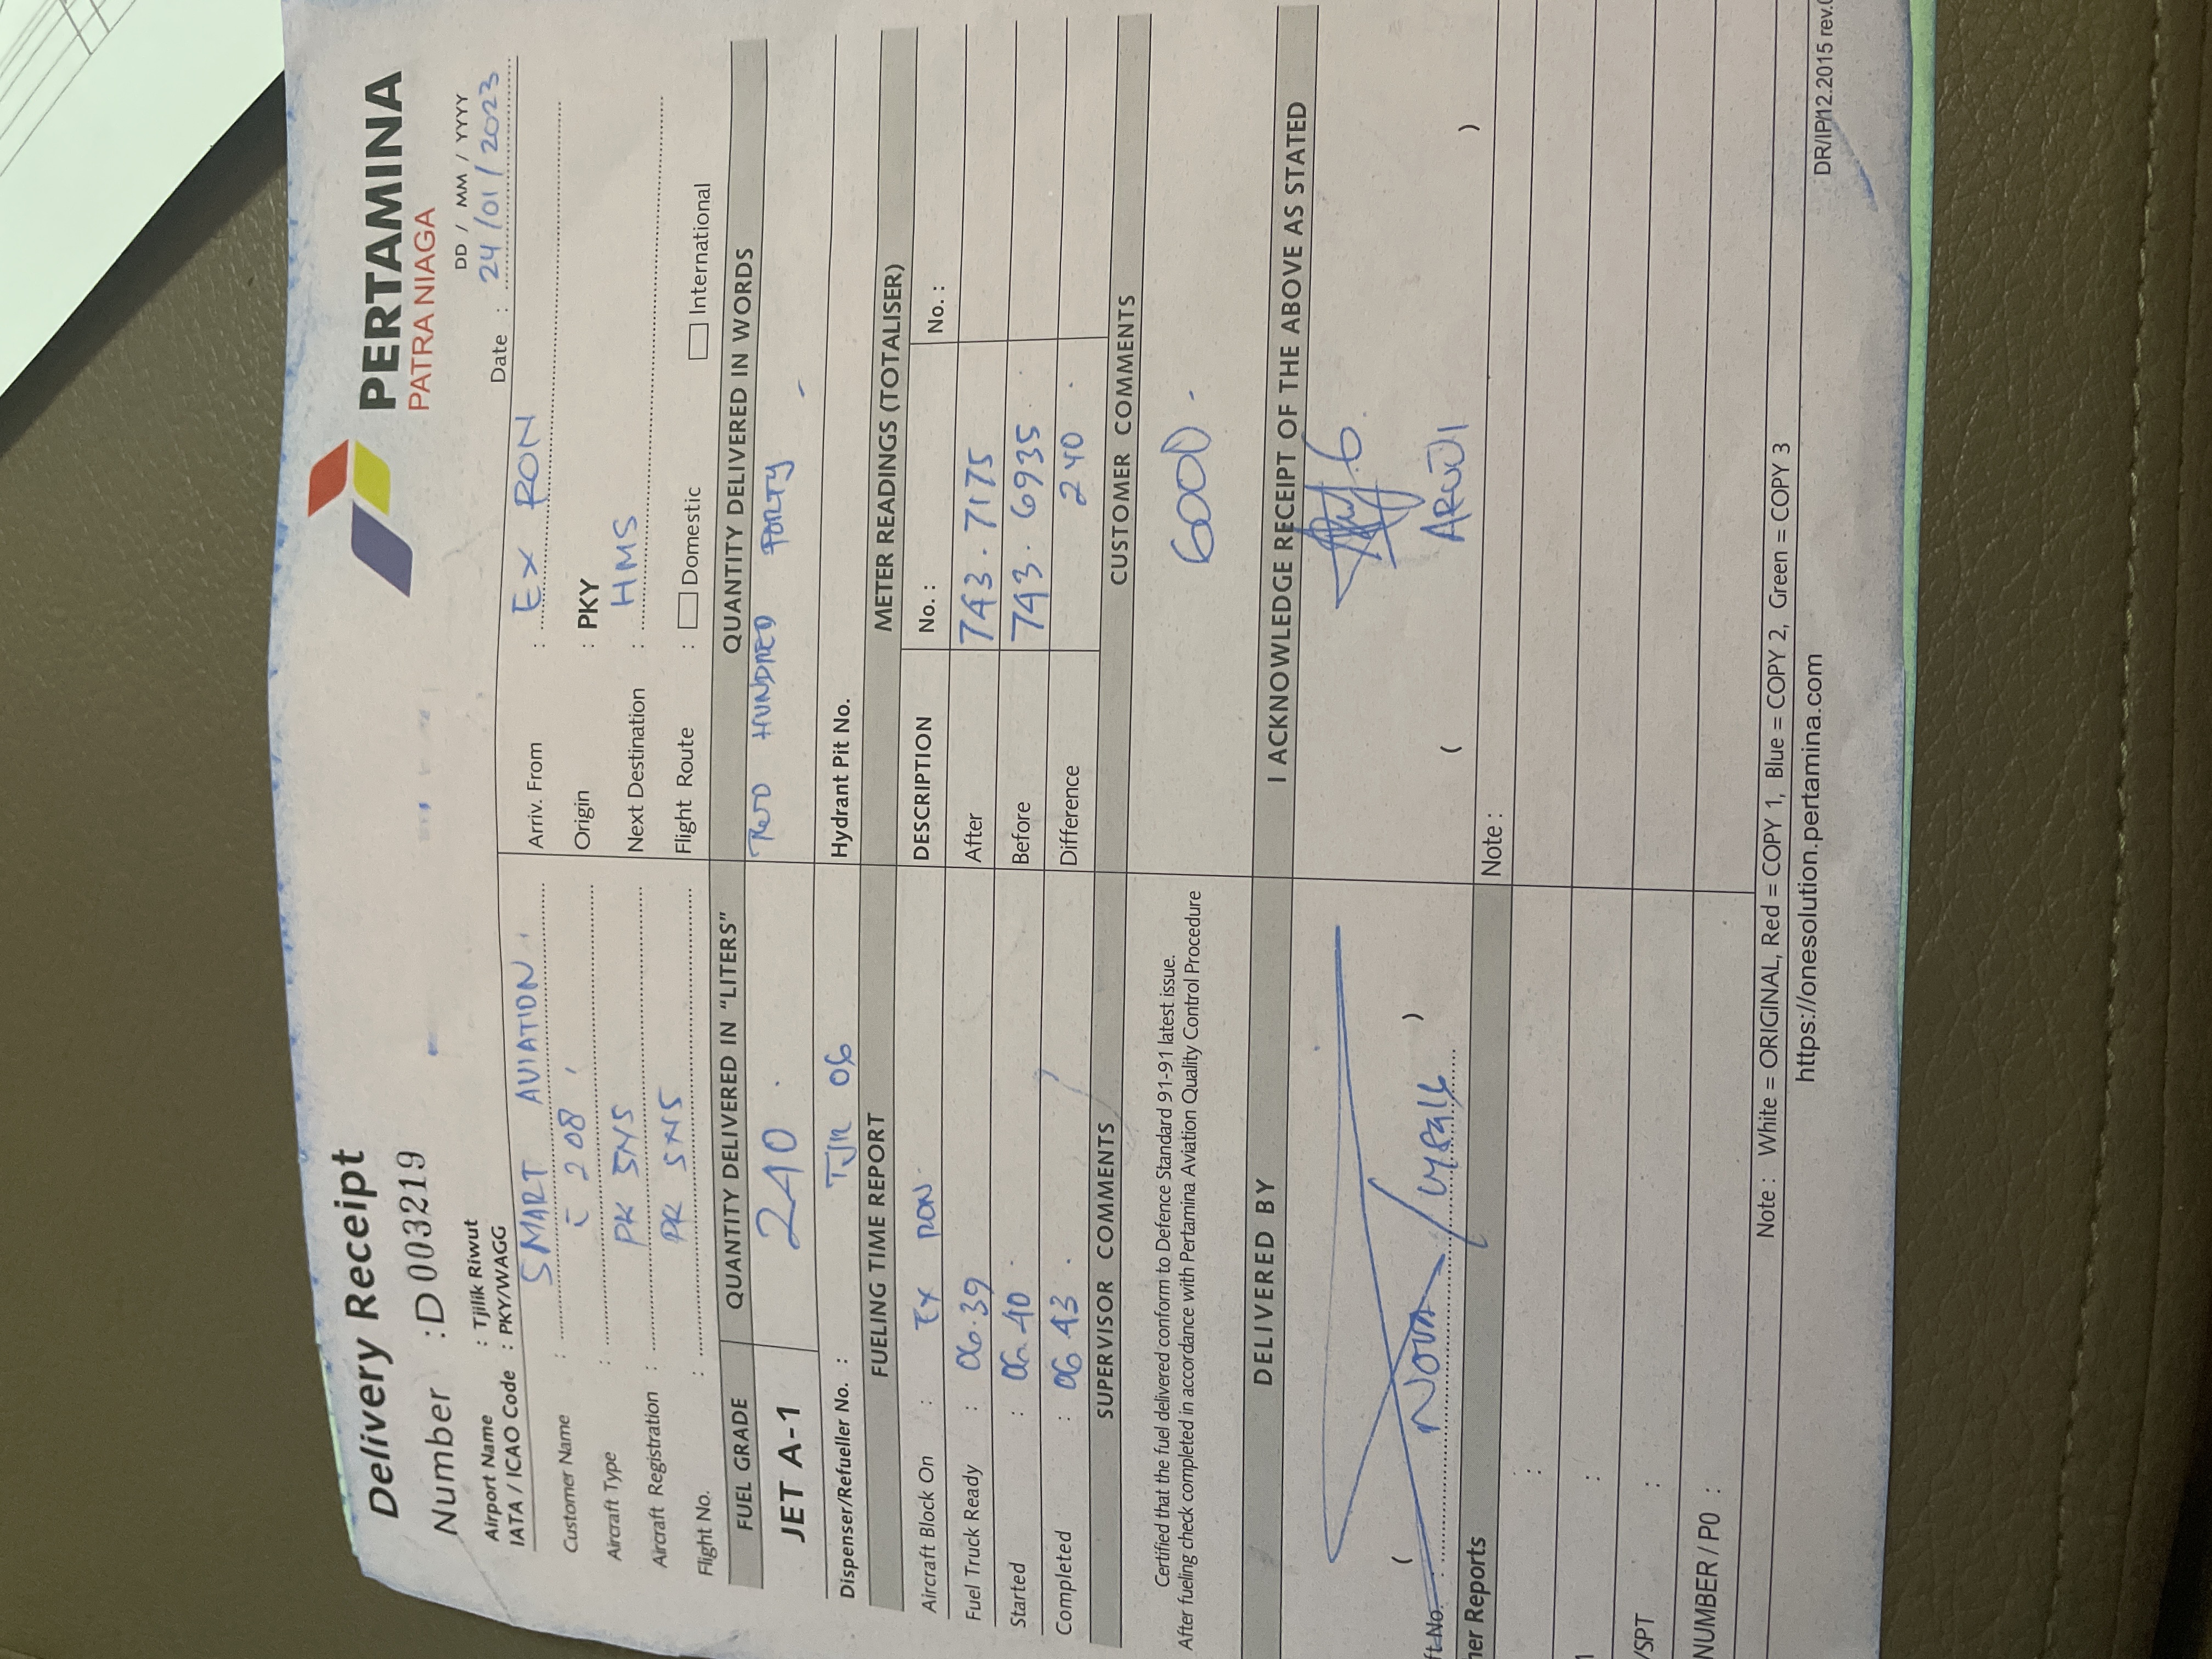 Delivery Receipt
Number : D 003219
PERTAMINA
PATRA NIAGA
Airport Name : Tjilik Riwut
IATA / ICAO Code : PKY/WAGG
DD / MM / YYYY
Date : 24/01/2023
Customer Name : SMART AVIATION
Aircraft Type : C 208
Aircraft Registration : PK SNS
Flight No. : PK SNS
Arriv. From : EX RON
Origin : PKY
Next Destination : HMS
Flight Route : Domestic International
FUEL GRADE QUANTITY DELIVERED IN "LITERS" QUANTITY DELIVERED IN WORDS
JET A-1 240 TWO HUNDRED FORTY
Dispenser/Refueller No. : TJR 06 Hydrant Pit No.
FUELING TIME REPORT METER READINGS (TOTALISER)
Aircraft Block On : EX RON DESCRIPTION No. : No. :
Fuel Truck Ready : 06.39 After 743.7175
Started : 06.40 Before 743.6935
Completed : 06 43 Difference 240
SUPERVISOR COMMENTS CUSTOMER COMMENTS
Certified that the fuel delivered conform to Defence Standard 91-91 latest issue.
After fueling check completed in accordance with Pertamina Aviation Quality Control Procedure
DELIVERED BY I ACKNOWLEDGE RECEIPT OF THE ABOVE AS STATED
ft No. :
her Reports Note :
/SPT :
NUMBER / PO :
Note : White = ORIGINAL, Red = COPY 1, Blue = COPY 2, Green = COPY 3
https://onesolution.pertamina.com
DR/IP/12.2015 rev.